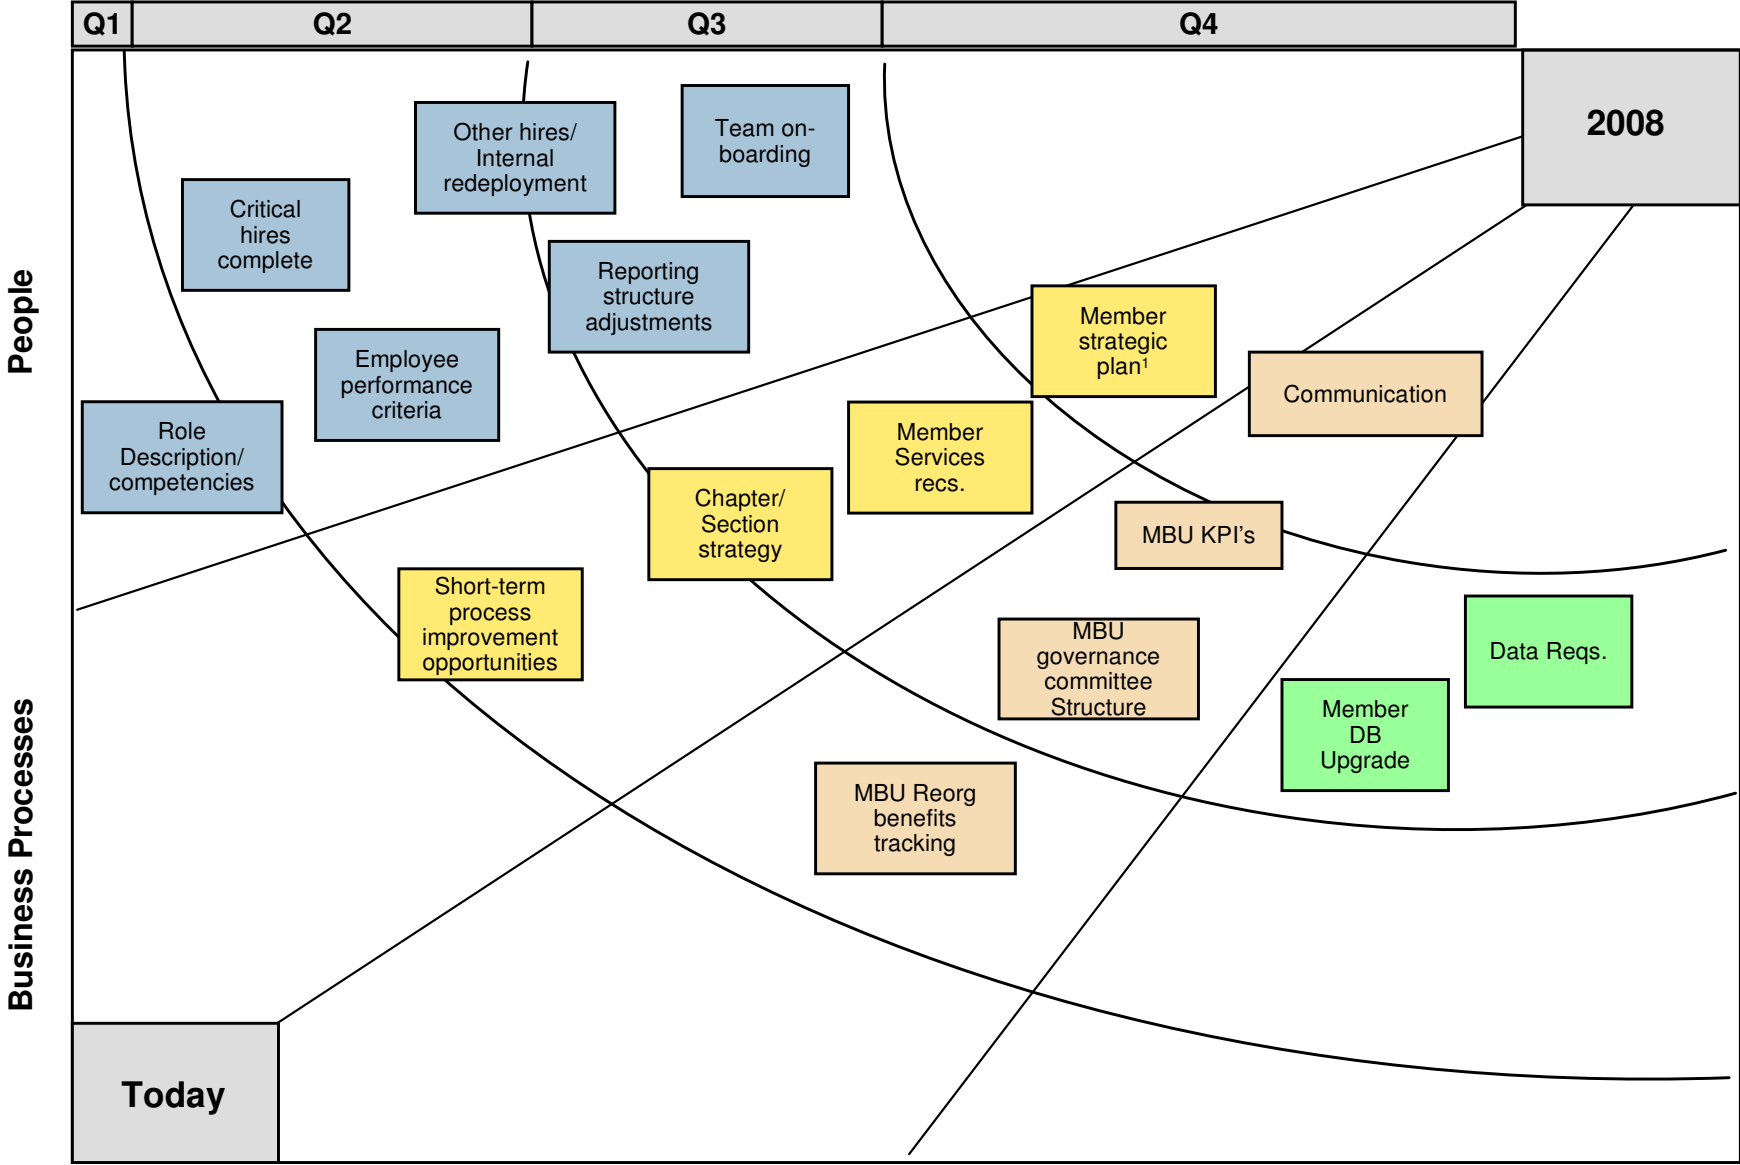 Q1
Q2
Q3
Q4
2008
People
Business Processes
Other hires/
Internal
redeployment
Team on-
boarding
Critical
hires
complete
Reporting
structure
adjustments
Employee
performance
criteria
Role
Description/
competencies
Member
strategic
plan¹
Communication
Member
Services
recs.
Chapter/
Section
strategy
MBU KPI's
Short-term
process
improvement
opportunities
MBU
governance
committee
Structure
Data Reqs.
Member
DB
Upgrade
MBU Reorg
benefits
tracking
Today